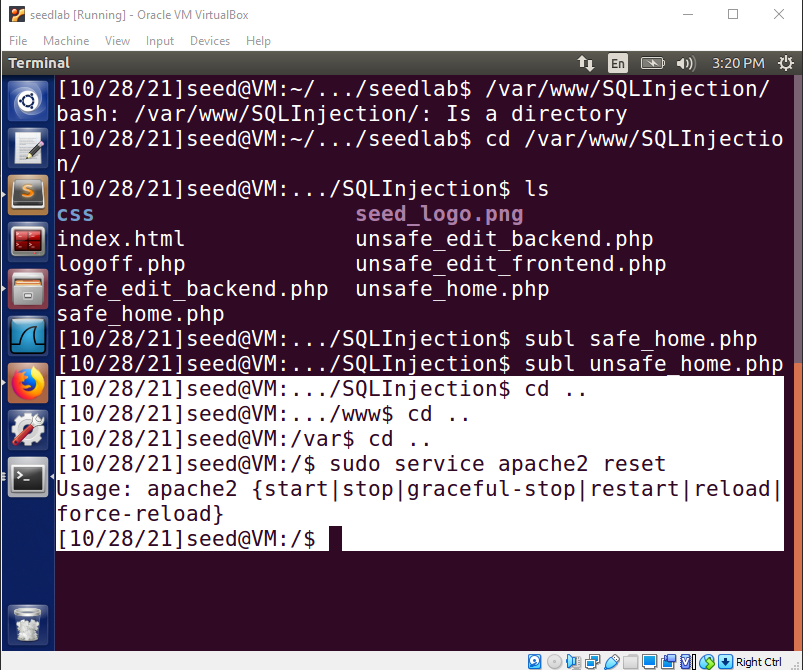 seedlab [Running] - Oracle VM VirtualBox
File Machine View Input Devices Help
Terminal En 3:20 PM
[10/28/21]seed@VM:~/.../seedlab$ /var/www/SQLInjection/
bash: /var/www/SQLInjection/: Is a directory
[10/28/21]seed@VM:~/.../seedlab$ cd /var/www/SQLInjectio
n/
[10/28/21]seed@VM:.../SQLInjection$ ls
css seed_logo.png
index.html unsafe_edit_backend.php
logoff.php unsafe_edit_frontend.php
safe_edit_backend.php unsafe_home.php
safe_home.php
[10/28/21]seed@VM:.../SQLInjection$ subl safe_home.php
[10/28/21]seed@VM:.../SQLInjection$ subl unsafe_home.php
[10/28/21]seed@VM:.../SQLInjection$ cd ..
[10/28/21]seed@VM:.../www$ cd ..
[10/28/21]seed@VM:/var$ cd ..
[10/28/21]seed@VM:/$ sudo service apache2 reset
Usage: apache2 {start|stop|graceful-stop|restart|reload|
force-reload}
[10/28/21]seed@VM:/$
Right Ctrl